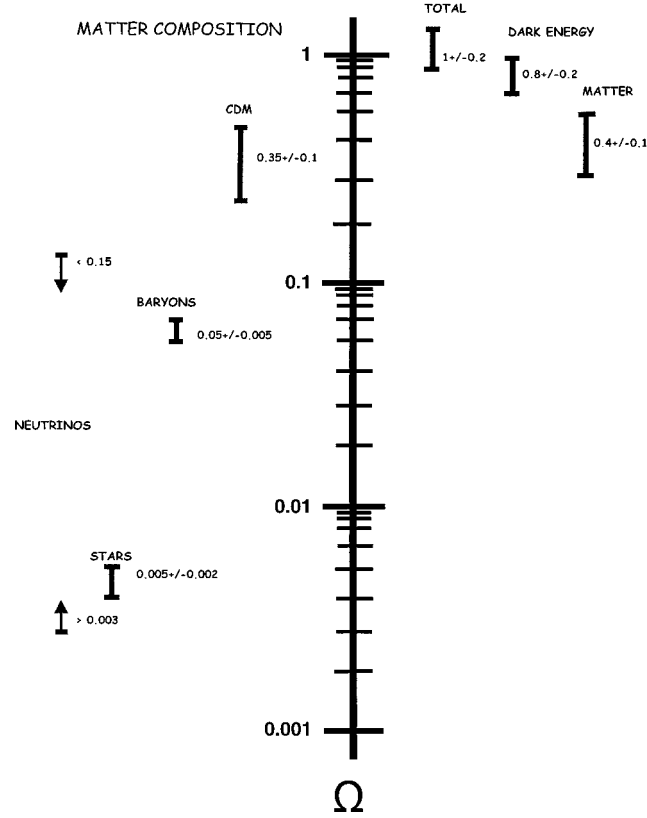 TOTAL
MATTER COMPOSITION
DARK ENERGY
1
1+/-0.2
0.8+/-0.2
MATTER
CDM
0.4+/-0.1
0.35+/-0.1
< 0.15
0.1
BARYONS
0.05+/-0.005
NEUTRINOS
0.01
STARS
0.005+/-0.002
> 0.003
0.001
Ω